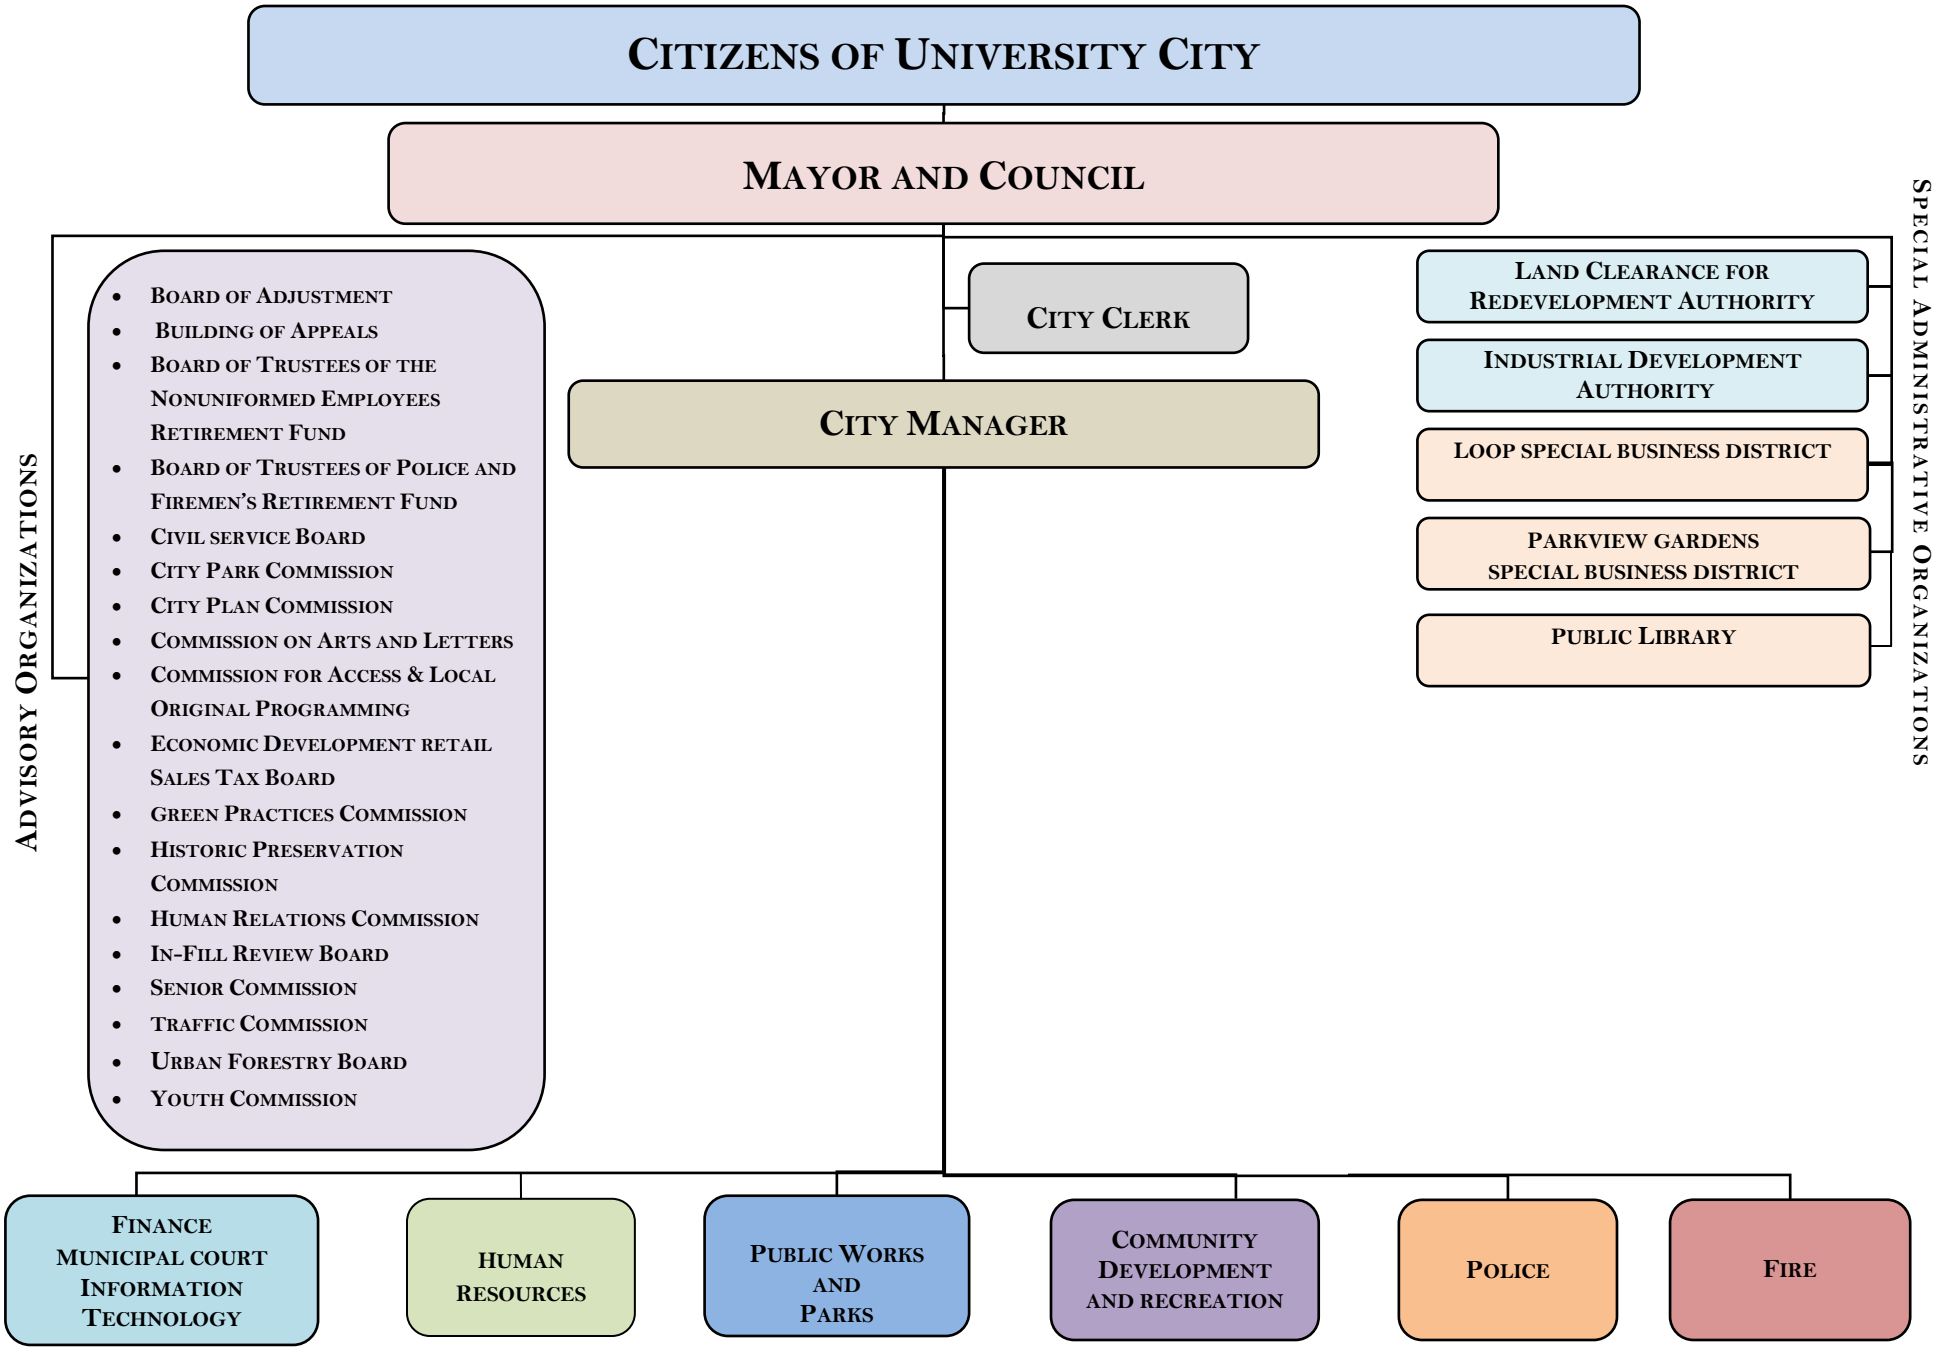 CITIZENS OF UNIVERSITY CITY
MAYOR AND COUNCIL
ADVISORY ORGANIZATIONS
• BOARD OF ADJUSTMENT
• BUILDING OF APPEALS
• BOARD OF TRUSTEES OF THE
NONUNIFORMED EMPLOYEES
RETIREMENT FUND
• BOARD OF TRUSTEES OF POLICE AND
FIREMEN'S RETIREMENT FUND
• CIVIL SERVICE BOARD
• CITY PARK COMMISSION
• CITY PLAN COMMISSION
• COMMISSION ON ARTS AND LETTERS
• COMMISSION FOR ACCESS & LOCAL
ORIGINAL PROGRAMMING
• ECONOMIC DEVELOPMENT RETAIL
SALES TAX BOARD
• GREEN PRACTICES COMMISSION
• HISTORIC PRESERVATION
COMMISSION
• HUMAN RELATIONS COMMISSION
• IN-FILL REVIEW BOARD
• SENIOR COMMISSION
• TRAFFIC COMMISSION
• URBAN FORESTRY BOARD
• YOUTH COMMISSION
CITY CLERK
CITY MANAGER
LAND CLEARANCE FOR
REDEVELOPMENT AUTHORITY
INDUSTRIAL DEVELOPMENT
AUTHORITY
LOOP SPECIAL BUSINESS DISTRICT
PARKVIEW GARDENS
SPECIAL BUSINESS DISTRICT
PUBLIC LIBRARY
SPECIAL ADMINISTRATIVE ORGANIZATIONS
FINANCE
MUNICIPAL COURT
INFORMATION
TECHNOLOGY
HUMAN
RESOURCES
PUBLIC WORKS
AND
PARKS
COMMUNITY
DEVELOPMENT
AND RECREATION
POLICE
FIRE